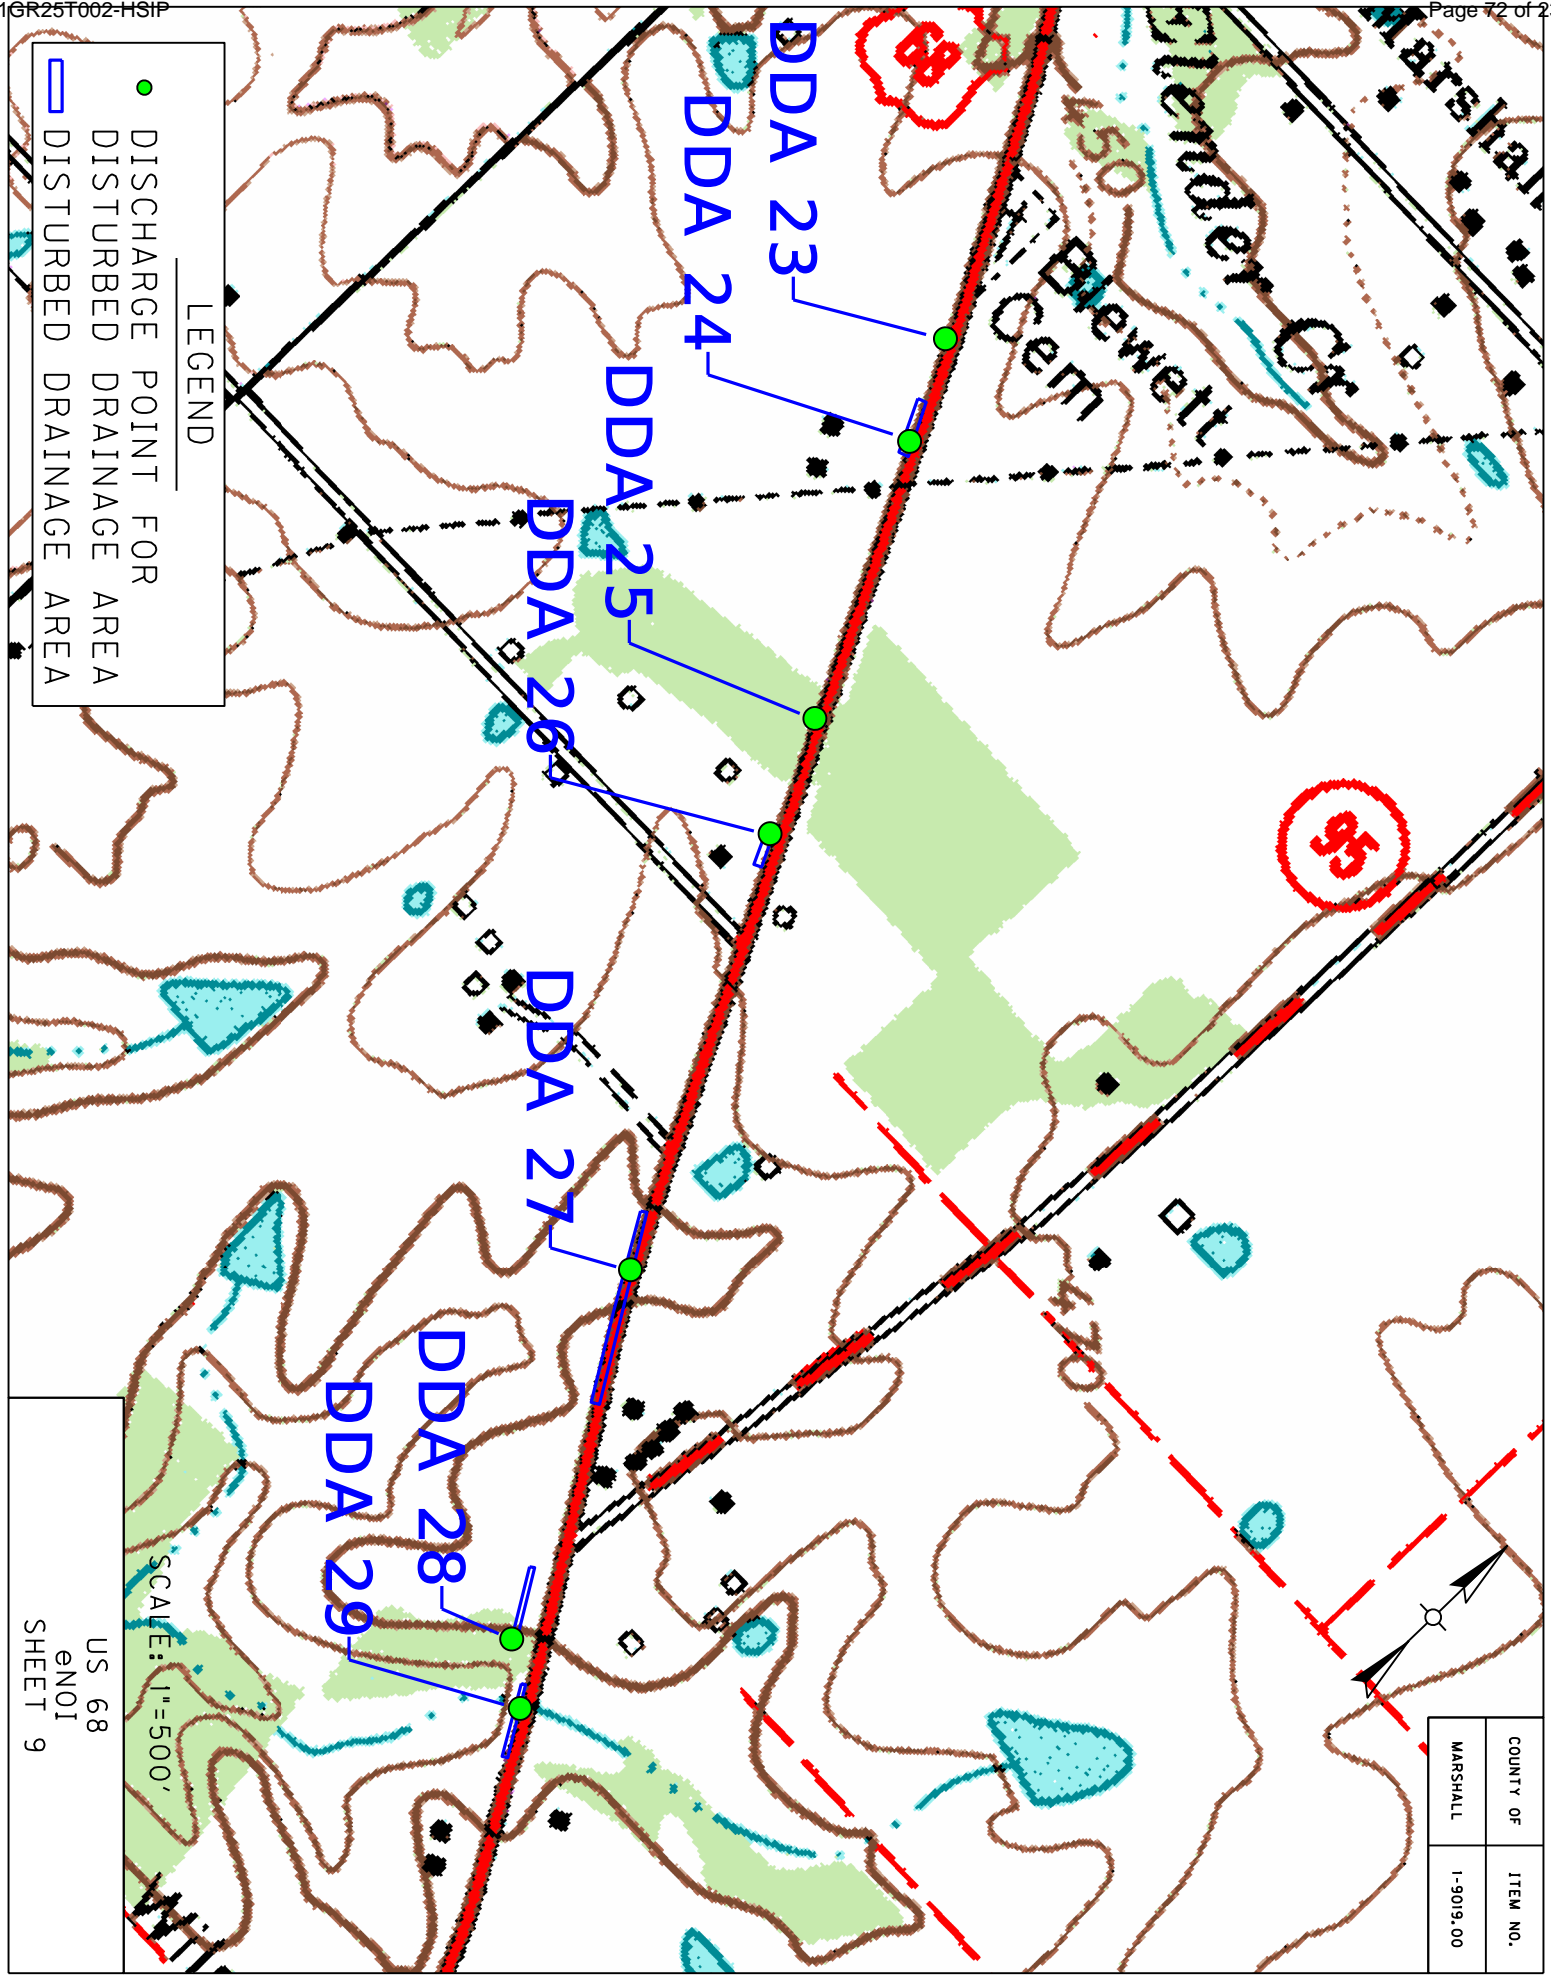 1GR25T002-HSIP
Page 72 of 2
68
450
Clender Cr
Marshall
Blewett
Cem
DDA 23
DDA 24
DDA 25
DDA 26
DDA 27
DDA 28
DDA 29
95
470
LEGEND
DISCHARGE POINT FOR
DISTURBED DRAINAGE AREA
DISTURBED DRAINAGE AREA
SCALE: 1"=500'
US 68
eNOI
SHEET 9
COUNTY OF
ITEM NO.
MARSHALL
1-9019.00